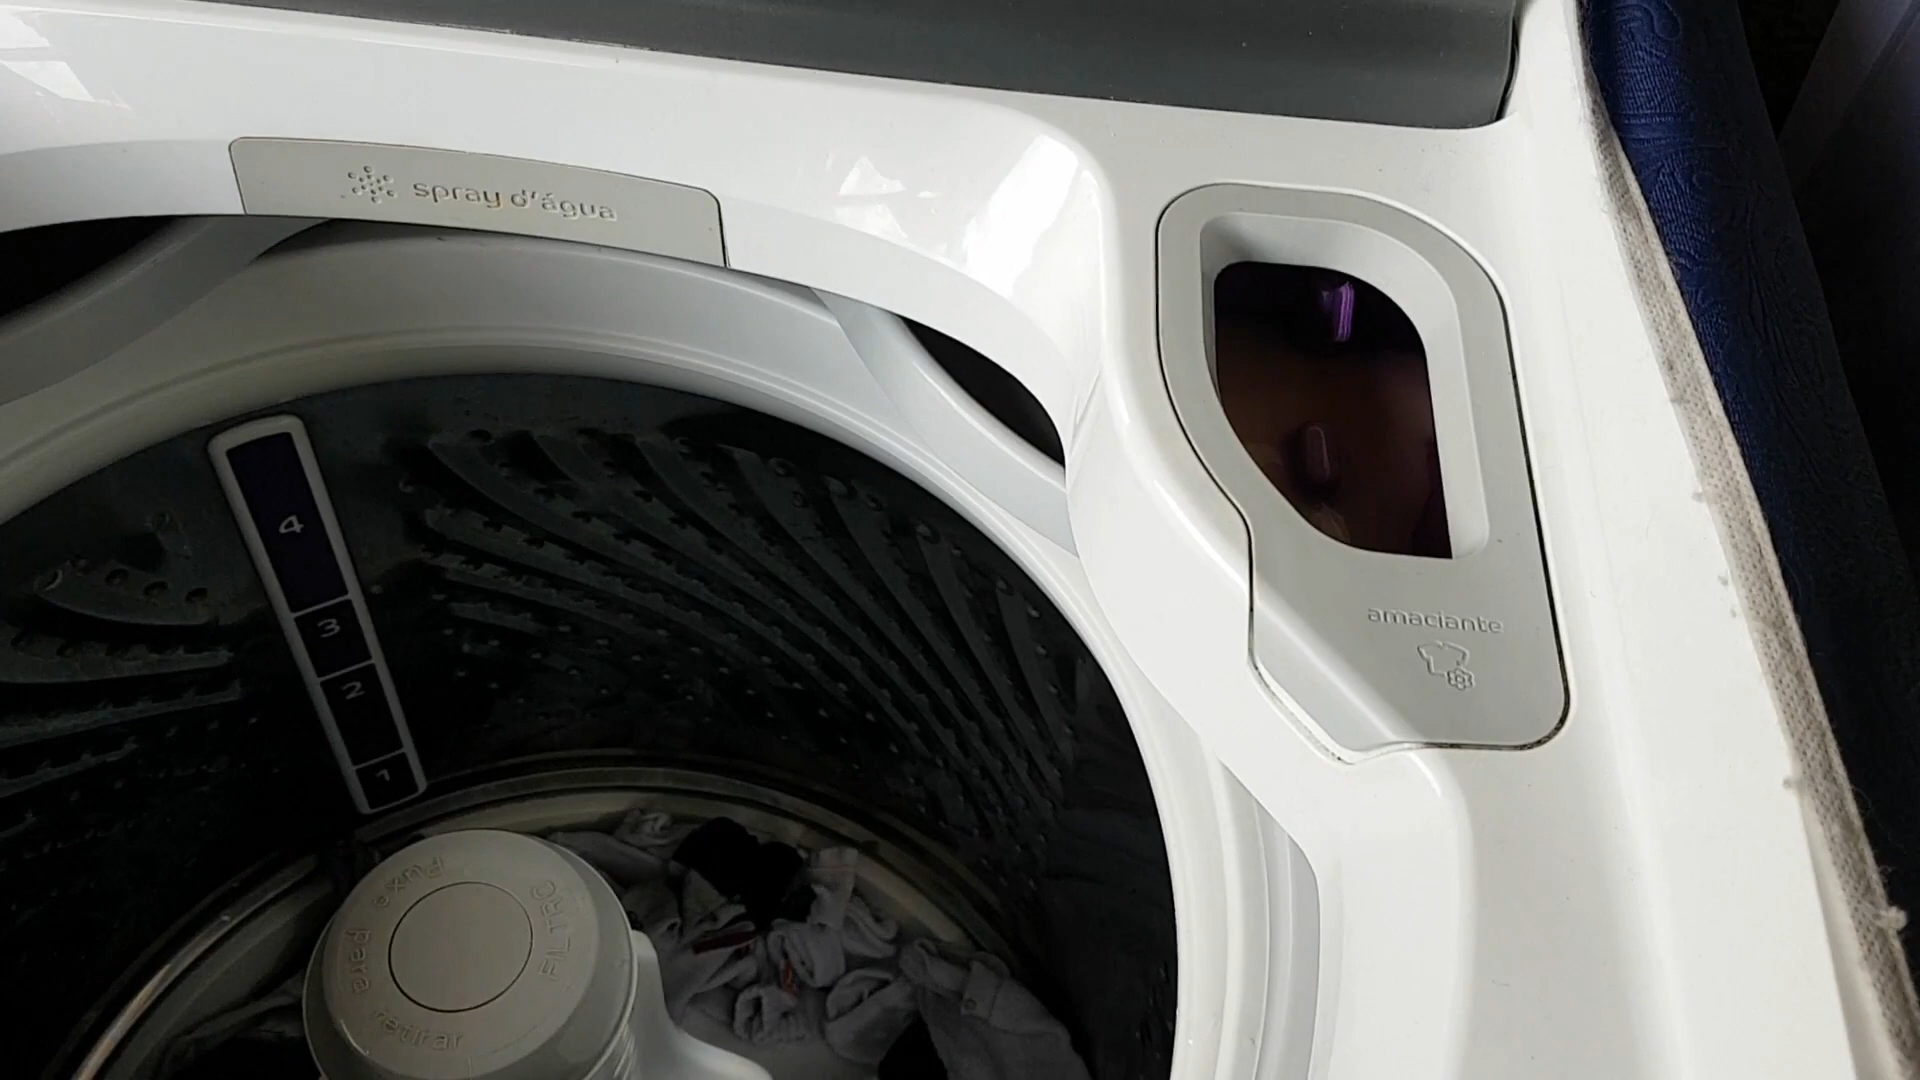 spray d'água
4
3
2
1
amaciante
FILTRO
Puxe para retirar